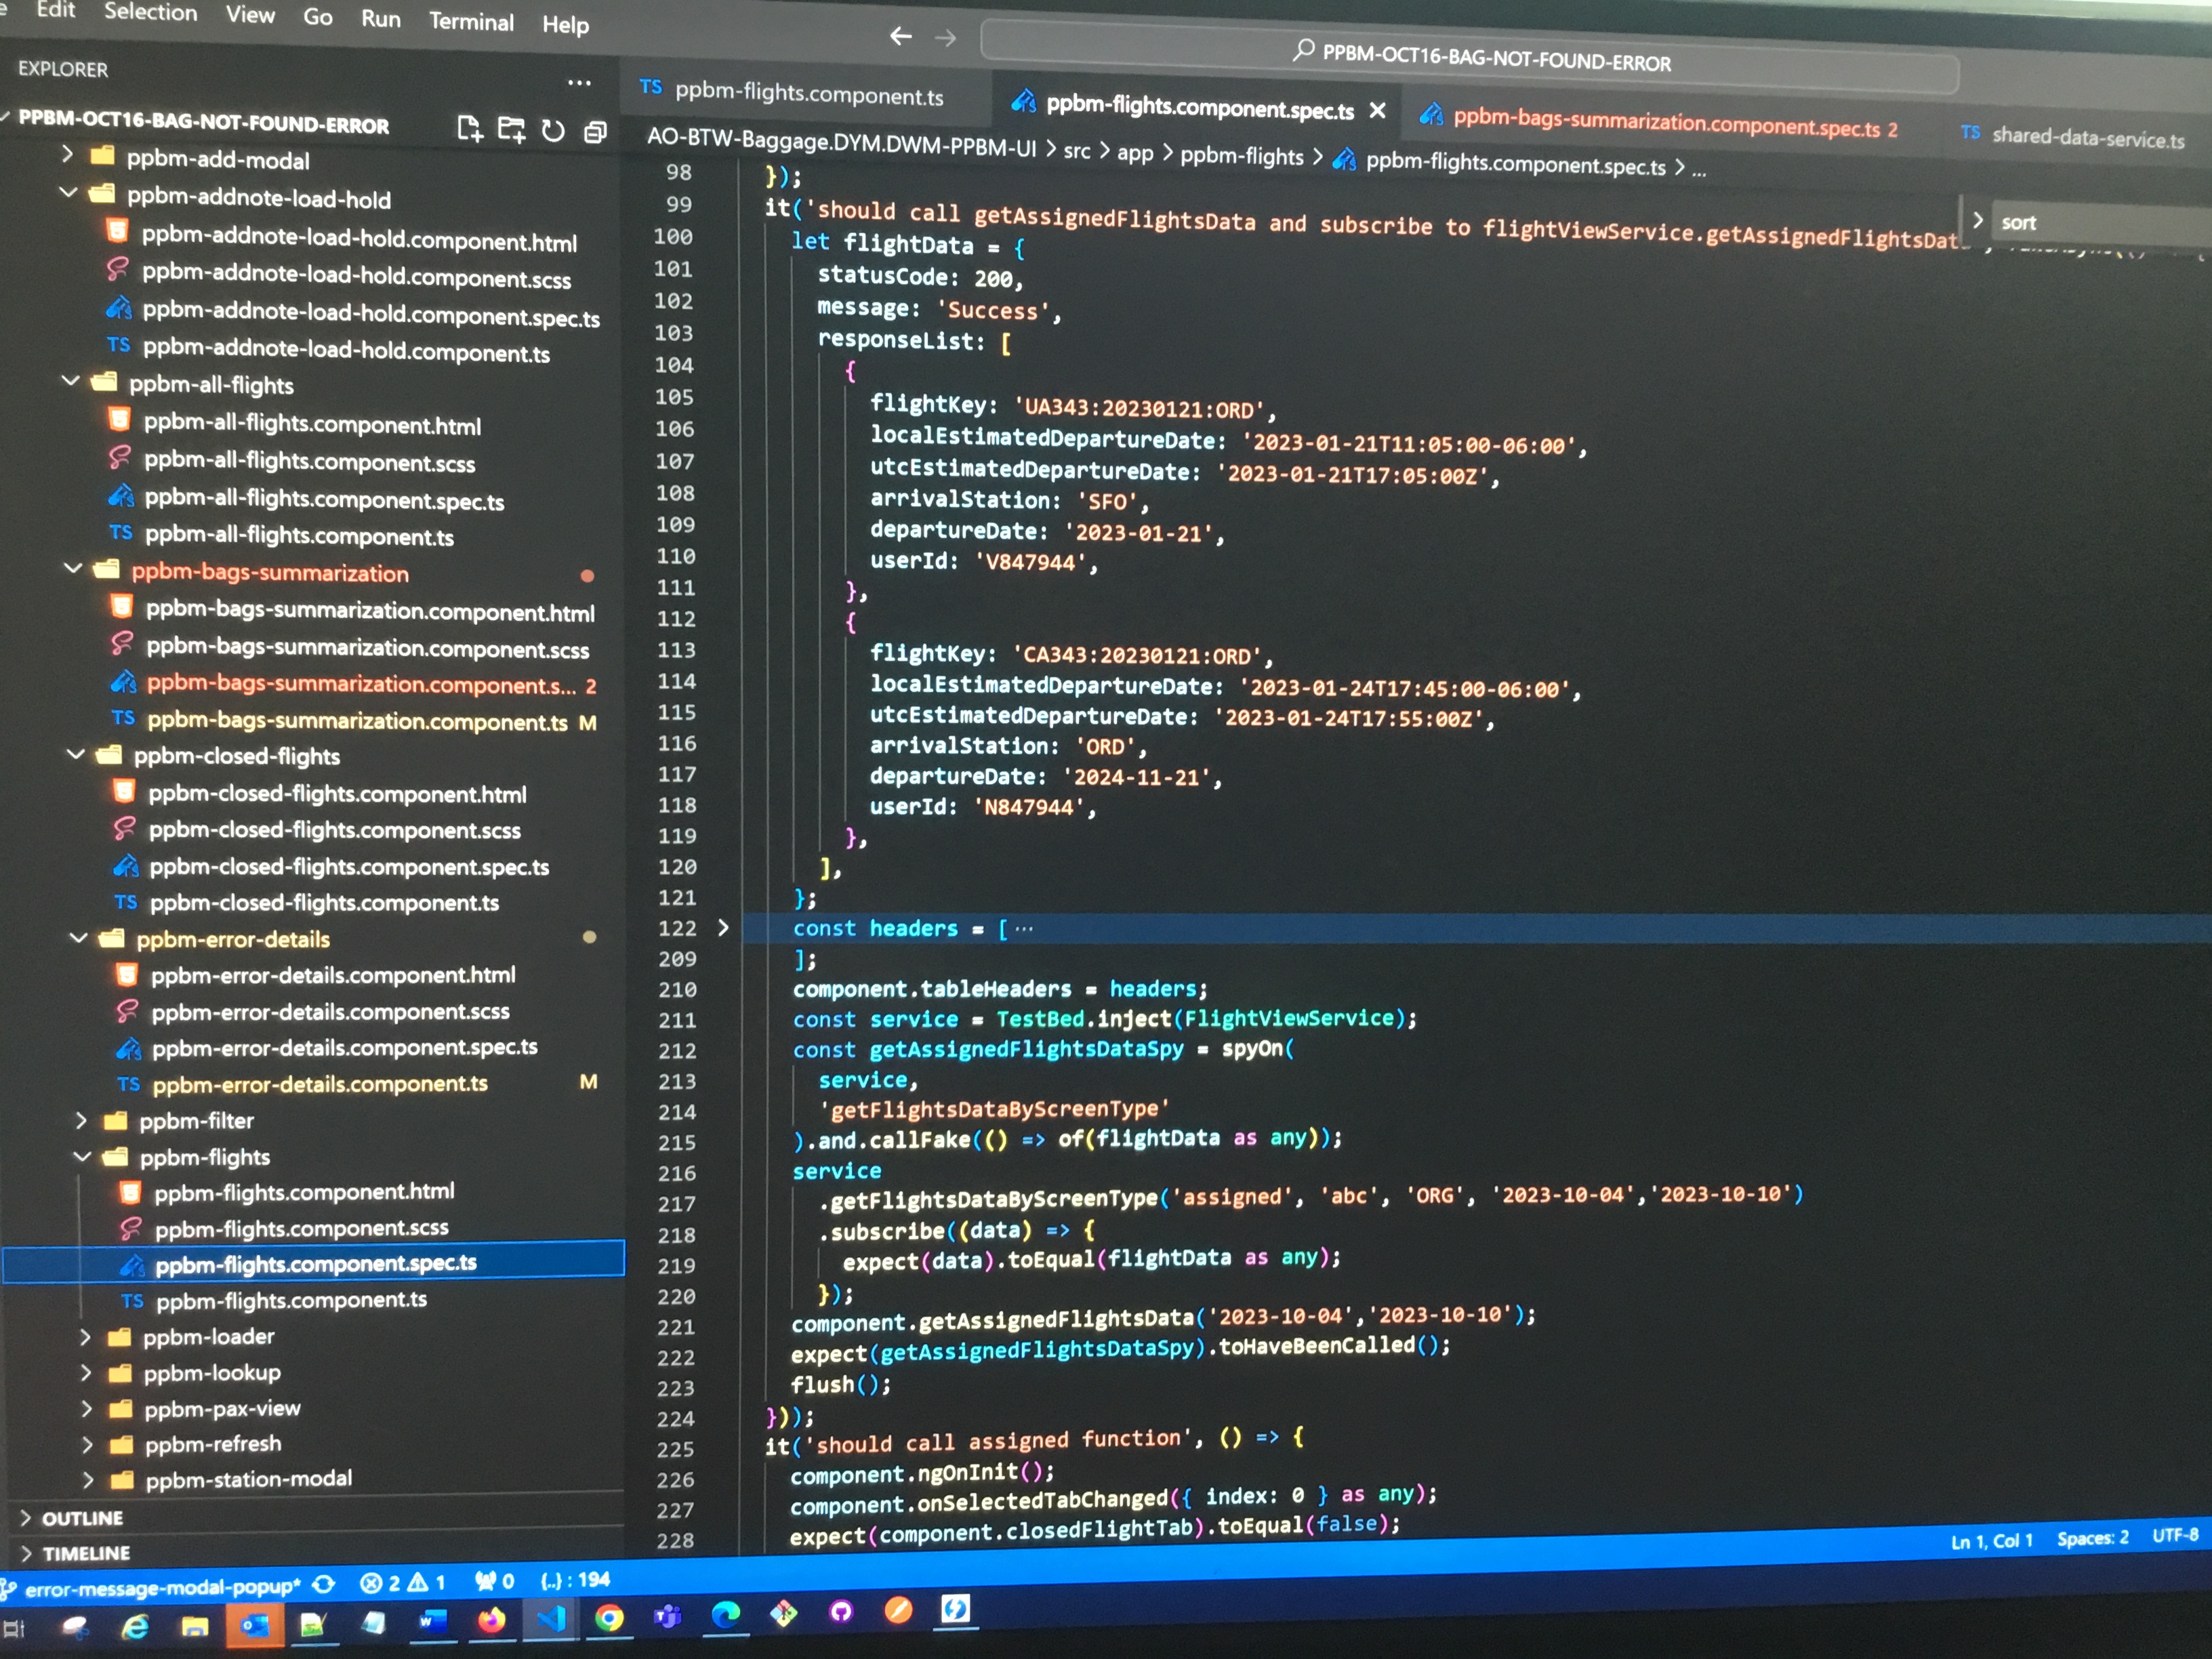 Edit Selection View Go Run Terminal Help
PPBM-OCT16-BAG-NOT-FOUND-ERROR
EXPLORER
PPBM-OCT16-BAG-NOT-FOUND-ERROR
ppbm-add-modal
ppbm-addnote-load-hold
ppbm-addnote-load-hold.component.html
ppbm-addnote-load-hold.component.scss
ppbm-addnote-load-hold.component.spec.ts
TS ppbm-addnote-load-hold.component.ts
ppbm-all-flights
ppbm-all-flights.component.html
ppbm-all-flights.component.scss
ppbm-all-flights.component.spec.ts
TS ppbm-all-flights.component.ts
ppbm-bags-summarization
ppbm-bags-summarization.component.html
ppbm-bags-summarization.component.scss
ppbm-bags-summarization.component.s... 2
TS ppbm-bags-summarization.component.ts M
ppbm-closed-flights
ppbm-closed-flights.component.html
ppbm-closed-flights.component.scss
ppbm-closed-flights.component.spec.ts
TS ppbm-closed-flights.component.ts
ppbm-error-details
ppbm-error-details.component.html
ppbm-error-details.component.scss
ppbm-error-details.component.spec.ts
TS ppbm-error-details.component.ts M
ppbm-filter
ppbm-flights
ppbm-flights.component.html
ppbm-flights.component.scss
ppbm-flights.component.spec.ts
TS ppbm-flights.component.ts
ppbm-loader
ppbm-lookup
ppbm-pax-view
ppbm-refresh
ppbm-station-modal
OUTLINE
TIMELINE
TS ppbm-flights.component.ts ppbm-flights.component.spec.ts ppbm-bags-summarization.component.spec.ts 2 TS shared-data-service.ts
AO-BTW-Baggage.DYM.DWM-PPBM-UI > src > app > ppbm-flights > ppbm-flights.component.spec.ts > ...
sort
98 });
99 it('should call getAssignedFlightsData and subscribe to flightViewService.getAssignedFlightsDat
100 let flightData = {
101 statusCode: 200,
102 message: 'Success',
103 responseList: [
104 {
105 flightKey: 'UA343:20230121:ORD',
106 localEstimatedDepartureDate: '2023-01-21T11:05:00-06:00',
107 utcEstimatedDepartureDate: '2023-01-21T17:05:00Z',
108 arrivalStation: 'SFO',
109 departureDate: '2023-01-21',
110 userId: 'V847944',
111 },
112 {
113 flightKey: 'CA343:20230121:ORD',
114 localEstimatedDepartureDate: '2023-01-24T17:45:00-06:00',
115 utcEstimatedDepartureDate: '2023-01-24T17:55:00Z',
116 arrivalStation: 'ORD',
117 departureDate: '2024-11-21',
118 userId: 'N847944',
119 },
120 ],
121 };
122 const headers = [ ...
209 ];
210 component.tableHeaders = headers;
211 const service = TestBed.inject(FlightViewService);
212 const getAssignedFlightsDataSpy = spyOn(
213 service,
214 'getFlightsDataByScreenType'
215 ).and.callFake(() => of(flightData as any));
216 service
217 .getFlightsDataByScreenType('assigned', 'abc', 'ORG', '2023-10-04','2023-10-10')
218 .subscribe((data) => {
219 expect(data).toEqual(flightData as any);
220 });
221 component.getAssignedFlightsData('2023-10-04','2023-10-10');
222 expect(getAssignedFlightsDataSpy).toHaveBeenCalled();
223 flush();
224 }));
225 it('should call assigned function', () => {
226 component.ngOnInit();
227 component.onSelectedTabChanged({ index: 0 } as any);
228 expect(component.closedFlightTab).toEqual(false);
error-message-modal-popup* 2 1 0 {..} : 194 Ln 1, Col 1 Spaces: 2 UTF-8